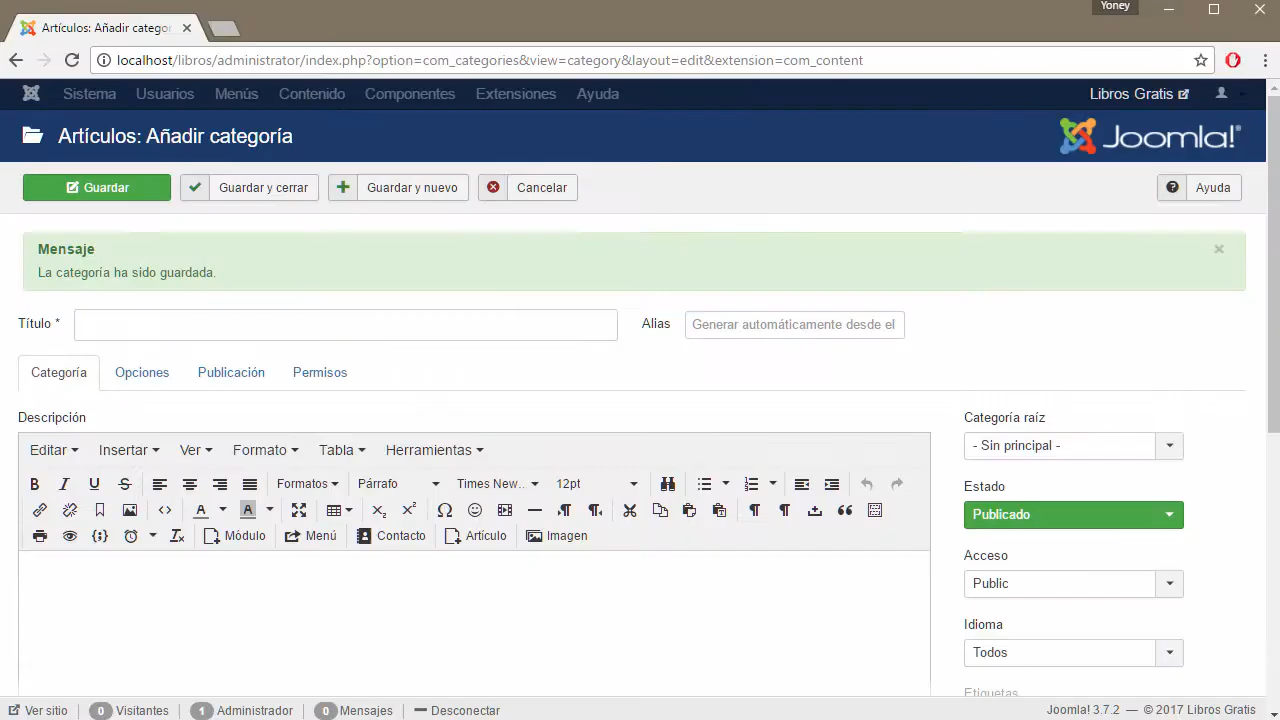 Yoney
Artículos: Añadir categor
localhost/libros/administrator/index.php?option=com_categories&view=category&layout=edit&extension=com_content
Sistema Usuarios Menús Contenido Componentes Extensiones Ayuda Libros Gratis
Artículos: Añadir categoría Joomla!
Guardar Guardar y cerrar Guardar y nuevo Cancelar Ayuda
Mensaje
La categoría ha sido guardada.
Título * Alias Generar automáticamente desde el
Categoría Opciones Publicación Permisos
Descripción Categoría raíz
- Sin principal -
Editar Insertar Ver Formato Tabla Herramientas
Formatos Párrafo Times New... 12pt
Estado
Publicado
Módulo Menú Contacto Artículo Imagen
Acceso
Public
Idioma
Todos
Etiquetas
Ver sitio 0 Visitantes 1 Administrador 0 Mensajes Desconectar Joomla! 3.7.2 — © 2017 Libros Gratis